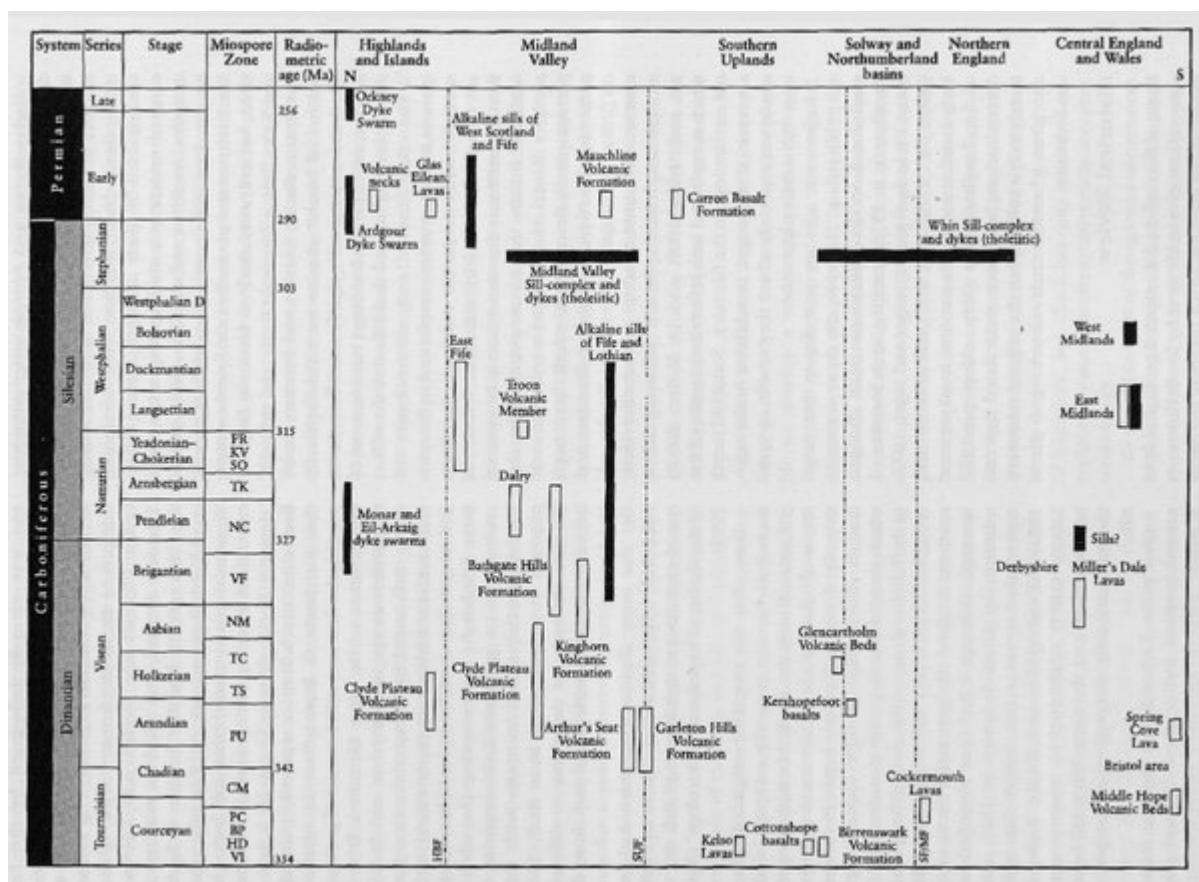 System Series Stage Miospore Zone Radio-metric age (Ma) Highlands and Islands Midland Valley Southern Uplands Solway and Northumberland basins Northern England Central England and Wales
N
S
Permian
Late
Early
Carboniferous
Silesian
Dinantian
Stephanian
Westphalian
Namurian
Visean
Tournaisian
Westphalian D
Bolsovian
Duckmantian
Langsettian
Yeadonian–
Chokerian
Arnsbergian
Pendleian
Brigantian
Asbian
Holkerian
Arundian
Chadian
Courceyan
FR
KV
SO
TK
NC
VF
NM
TC
TS
PU
CM
PC
BP
HD
VI
256
290
303
315
327
342
354
Orkney
Dyke
Swarm
Volcanic
necks
Glas
Eilean
Lavas
Ardgour
Dyke Swarm
Monar and
Eil-Arkaig
dyke swarms
Clyde Plateau
Volcanic
Formation
HBF
Alkaline sills of
West Scotland
and Fife
Mauchline
Volcanic
Formation
Midland Valley
Sill-complex and
dykes (tholeiitic)
East
Fife
Alkaline sills
of Fife and
Lothian
Troon
Volcanic
Member
Dalry
Bathgate Hills
Volcanic
Formation
Kinghorn
Volcanic
Formation
Clyde Plateau
Volcanic
Formation
Arthur's Seat
Volcanic
Formation
Garleton Hills
Volcanic
Formation
SUF
Carron Basalt
Formation
Kelso
Lavas
Cottonshope
basalts
Whin Sill-complex
and dykes (tholeiitic)
Glencartholm
Volcanic Beds
Kershopefoot
basalts
Birrenswark
Volcanic
Formation
Cockermouth
Lavas
West
Midlands
East
Midlands
Sills?
Derbyshire
Miller's Dale
Lavas
Spring
Cove
Lava
Bristol area
Middle Hope
Volcanic Beds